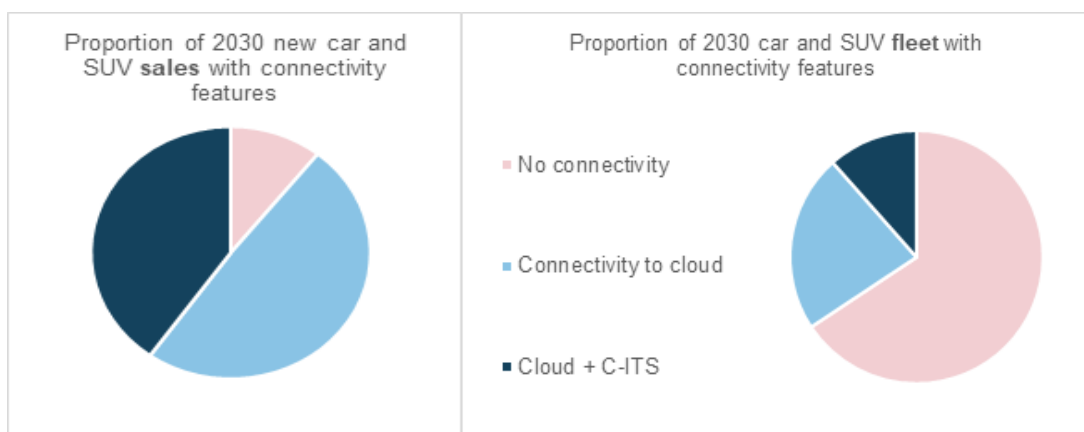 Proportion of 2030 new car and
SUV sales with connectivity
features
Proportion of 2030 car and SUV fleet with
connectivity features
No connectivity
Connectivity to cloud
Cloud + C-ITS